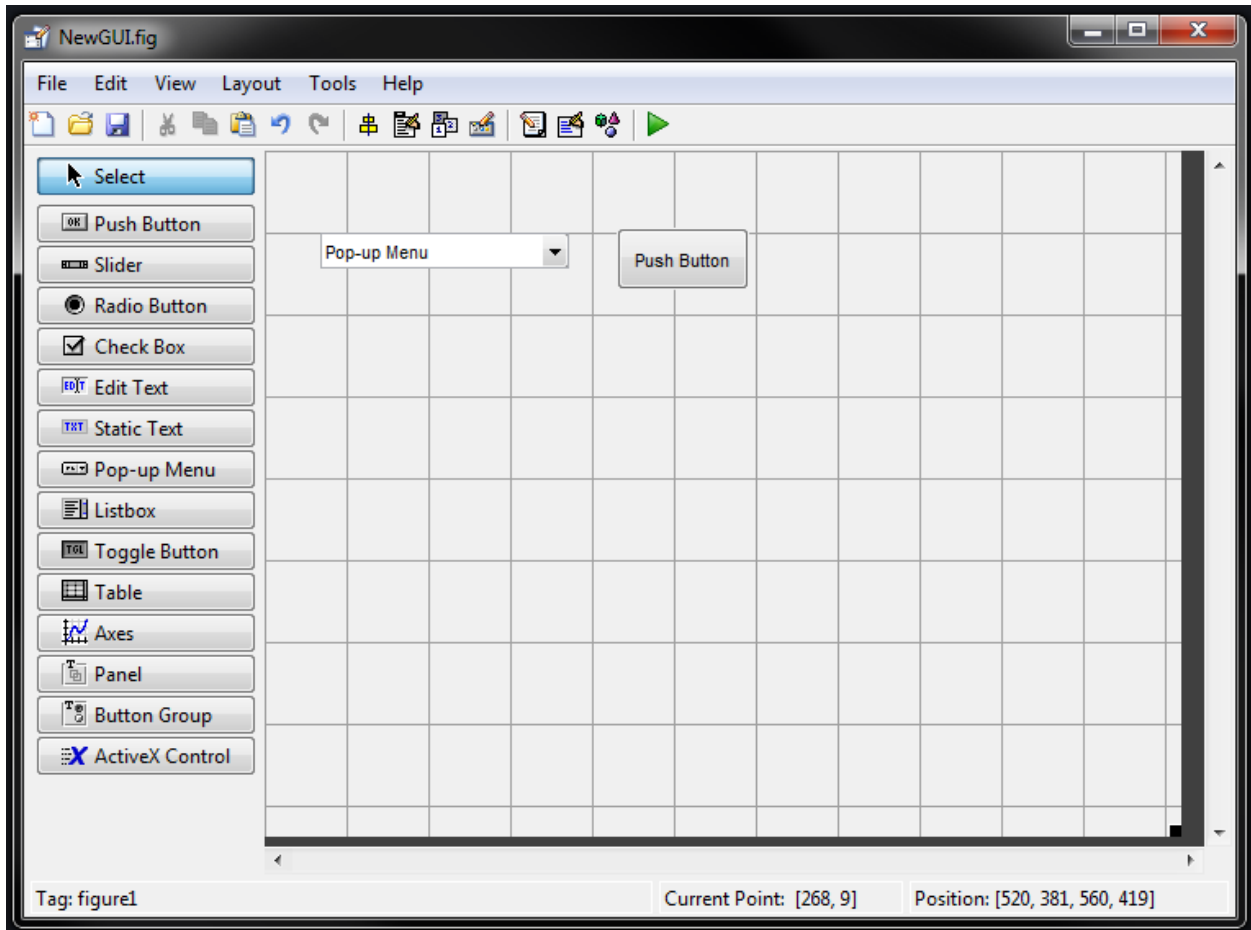 NewGUI.fig
File Edit View Layout Tools Help
Select
Push Button
Slider
Radio Button
Check Box
Edit Text
Static Text
Pop-up Menu
Listbox
Toggle Button
Table
Axes
Panel
Button Group
ActiveX Control
Pop-up Menu
Push Button
Tag: figure1
Current Point: [268, 9]
Position: [520, 381, 560, 419]